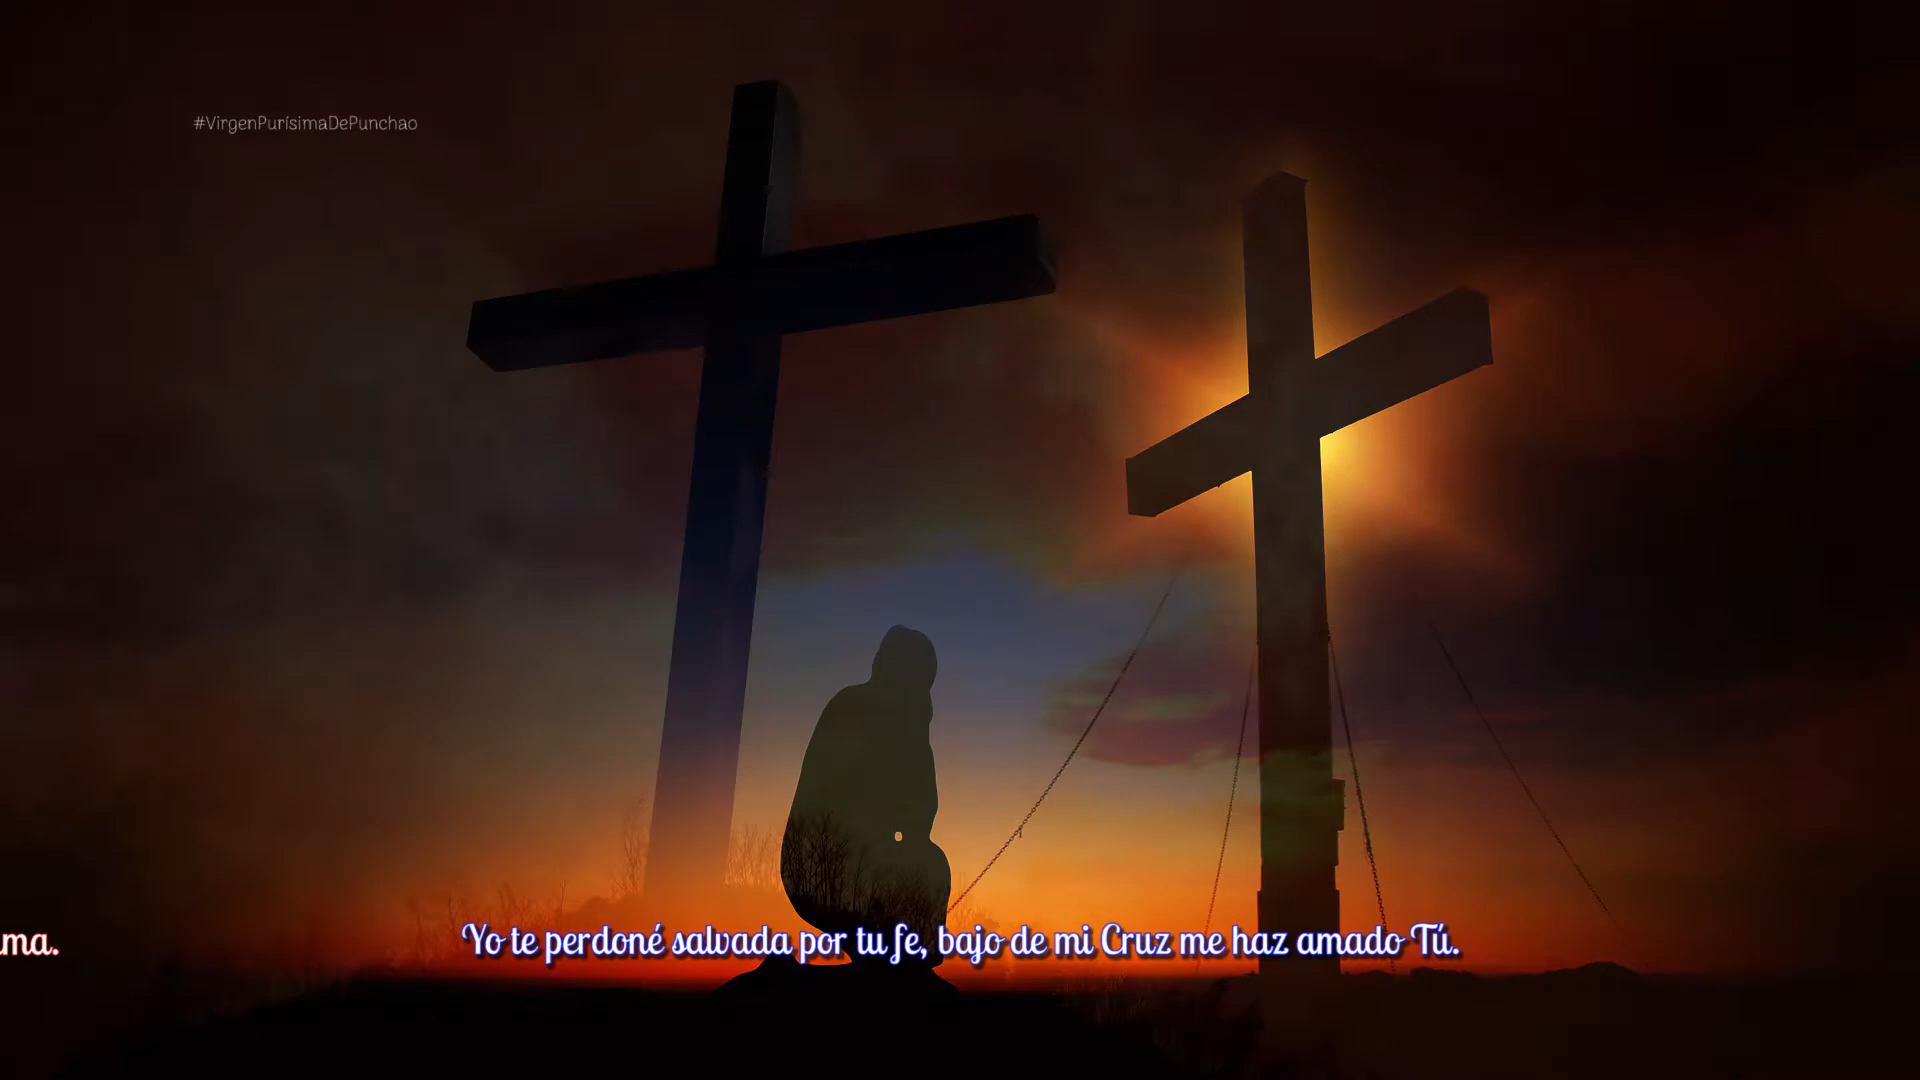 #VirgenPurísimaDePunchao
ma.
Yo te perdoné salvada por tu fe, bajo de mi Cruz me haz amado Tú.